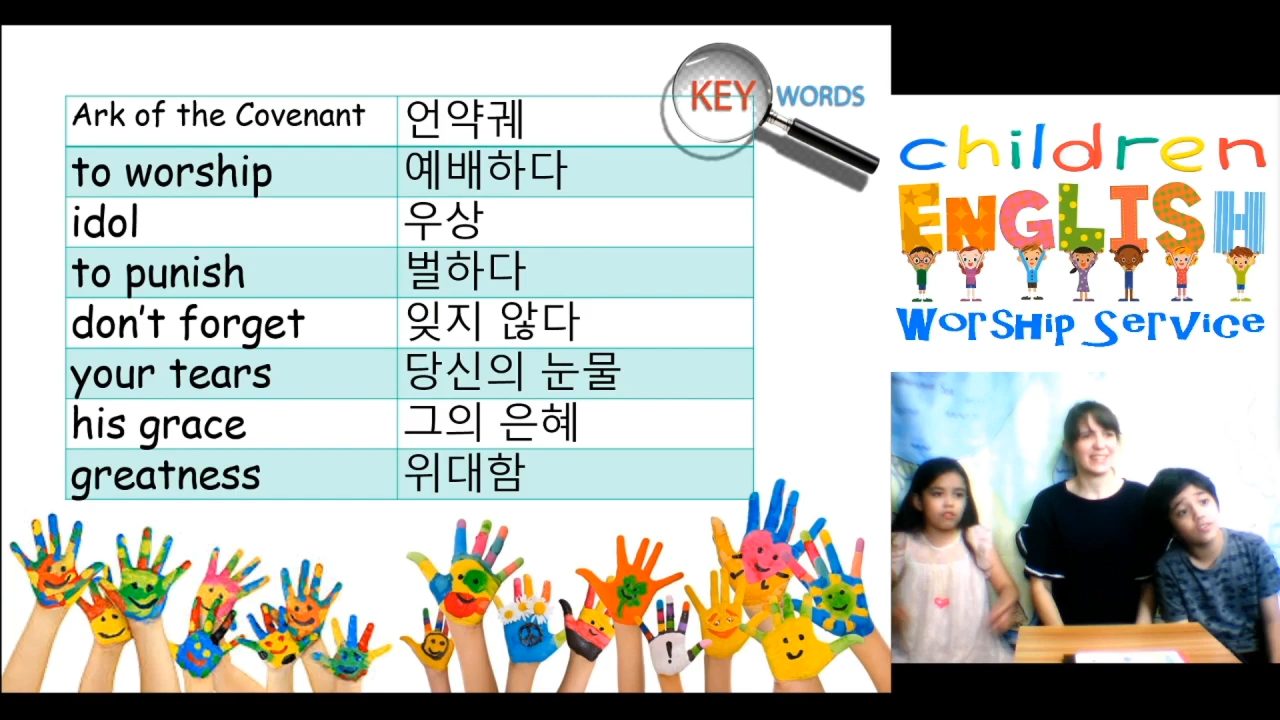 KEY WORDS
Ark of the Covenant 언약궤
to worship 예배하다
idol 우상
to punish 벌하다
don't forget 잊지 않다
your tears 당신의 눈물
his grace 그의 은혜
greatness 위대함
children
ENGLISH
Worship Service